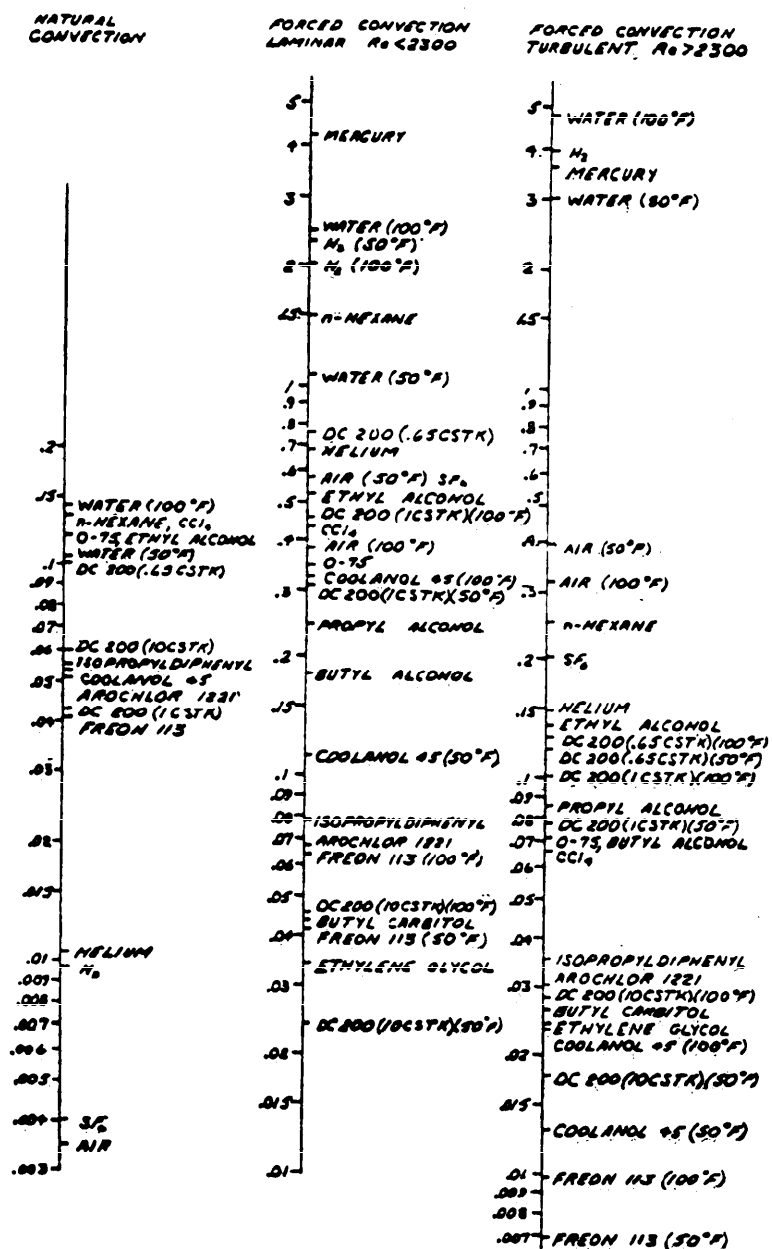 NATURAL
CONVECTION
.2
.15
WATER (100°F)
n-HEXANE, CCl₄
0-75, ETHYL ALCOHOL
WATER (50°F)
.1
DC 200 (.65 CSTK)
.09
.08
.07
.06
DC 200 (10CSTK)
ISOPROPYLDIPHENYL
.05
COOLANOL 45
AROCHLOR 1221
.04
DC 200 (1 CSTK)
FREON 113
.03
.02
.015
.01
HELIUM
.009
.008
.007
.006
.005
.004
SF₆
AIR
.003
FORCED CONVECTION
LAMINAR Re<2300
5
MERCURY
4
3
WATER (100°F)
H₂ (50°F)
2
H₂ (100°F)
1.5
n-HEXANE
WATER (50°F)
1
.9
.8
DC 200 (.65CSTK)
.7
HELIUM
.6
AIR (50°F) SF₆
ETHYL ALCOHOL
.5
DC 200 (1CSTK)(100°F)
CCl₄
.4
AIR (100°F)
0-75
COOLANOL 45 (100°F)
.3
DC 200 (1CSTK)(50°F)
PROPYL ALCOHOL
.2
BUTYL ALCOHOL
.15
COOLANOL 45 (50°F)
.1
.09
.08
ISOPROPYLDIPHENYL
.07
AROCHLOR 1221
.06
FREON 113 (100°F)
.05
DC200 (10CSTK)(100°F)
BUTYL CARBITOL
.04
FREON 113 (50°F)
ETHYLENE GLYCOL
.03
DC 200 (10CSTK)(50°F)
.02
.015
.01
FORCED CONVECTION
TURBULENT, Re>2300
5
WATER (100°F)
4
H₂
MERCURY
3
WATER (50°F)
2
1.5
1
.9
.8
.7
.6
.5
.4
AIR (50°F)
AIR (100°F)
.3
n-HEXANE
.2
SF₆
.15
HELIUM
ETHYL ALCOHOL
DC 200 (.65 CSTK)(100°F)
DC 200 (.65CSTK)(50°F)
.1
DC 200 (1CSTK)(100°F)
.09
PROPYL ALCOHOL
.08
DC 200 (1CSTK)(50°F)
.07
0-75, BUTYL ALCOHOL
CCl₄
.06
.05
.04
ISOPROPYLDIPHENYL
.03
AROCHLOR 1221
DC 200 (10CSTK)(100°F)
BUTYL CARBITOL
ETHYLENE GLYCOL
.02
COOLANOL 45 (100°F)
DC 200 (10CSTK)(50°F)
.015
COOLANOL 45 (50°F)
.01
FREON 113 (100°F)
.009
.008
.007
FREON 113 (50°F)